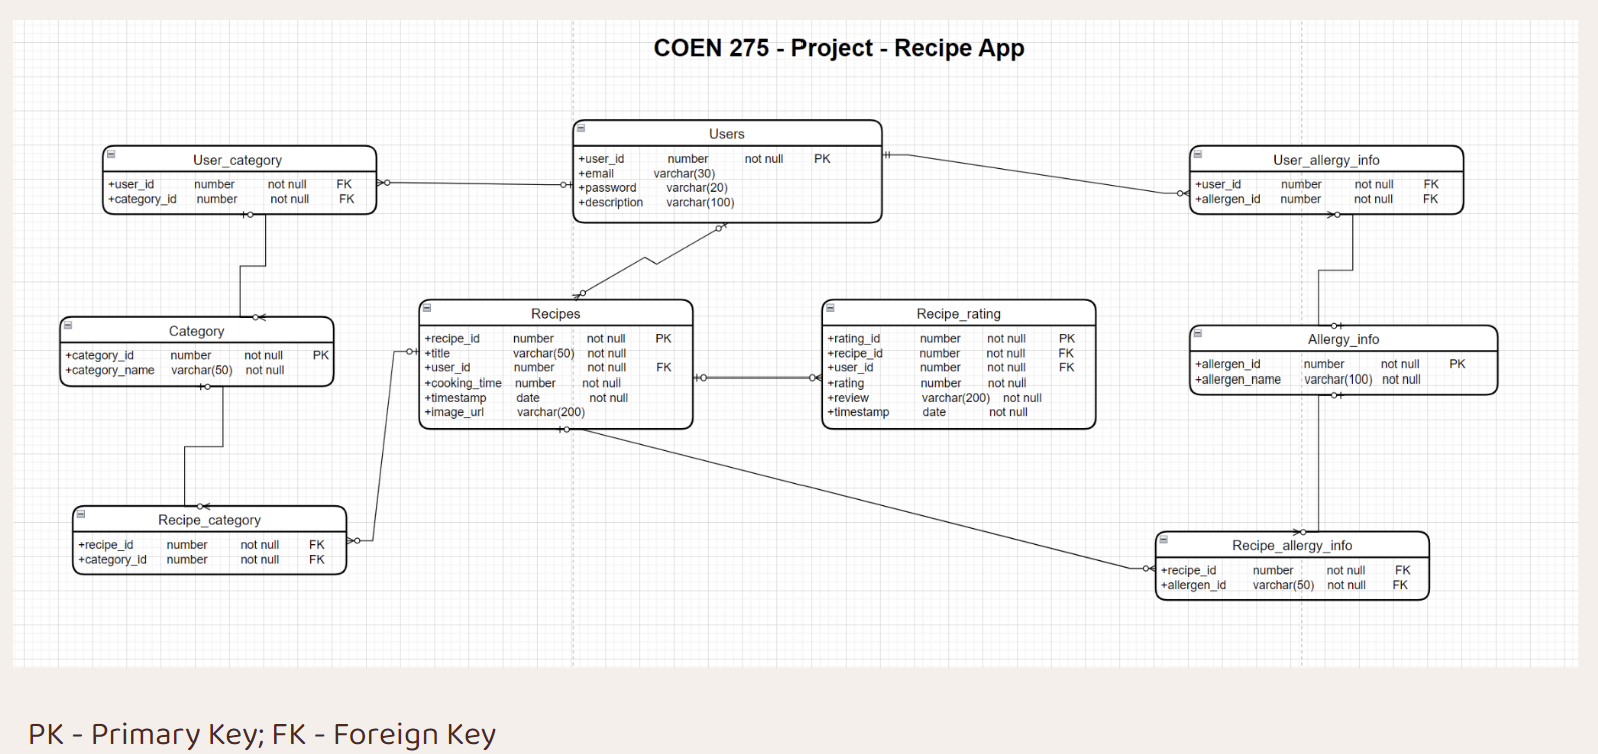 COEN 275 - Project - Recipe App
Users
+user_id number not null PK
+email varchar(30)
+password varchar(20)
+description varchar(100)
User_category
+user_id number not null FK
+category_id number not null FK
User_allergy_info
+user_id number not null FK
+allergen_id number not null FK
Recipes
+recipe_id number not null PK
+title varchar(50) not null
+user_id number not null FK
+cooking_time number not null
+timestamp date not null
+image_url varchar(200)
Recipe_rating
+rating_id number not null PK
+recipe_id number not null FK
+user_id number not null FK
+rating number not null
+review varchar(200) not null
+timestamp date not null
Category
+category_id number not null PK
+category_name varchar(50) not null
Allergy_info
+allergen_id number not null PK
+allergen_name varchar(100) not null
Recipe_category
+recipe_id number not null FK
+category_id number not null FK
Recipe_allergy_info
+recipe_id number not null FK
+allergen_id varchar(50) not null FK
PK - Primary Key; FK - Foreign Key